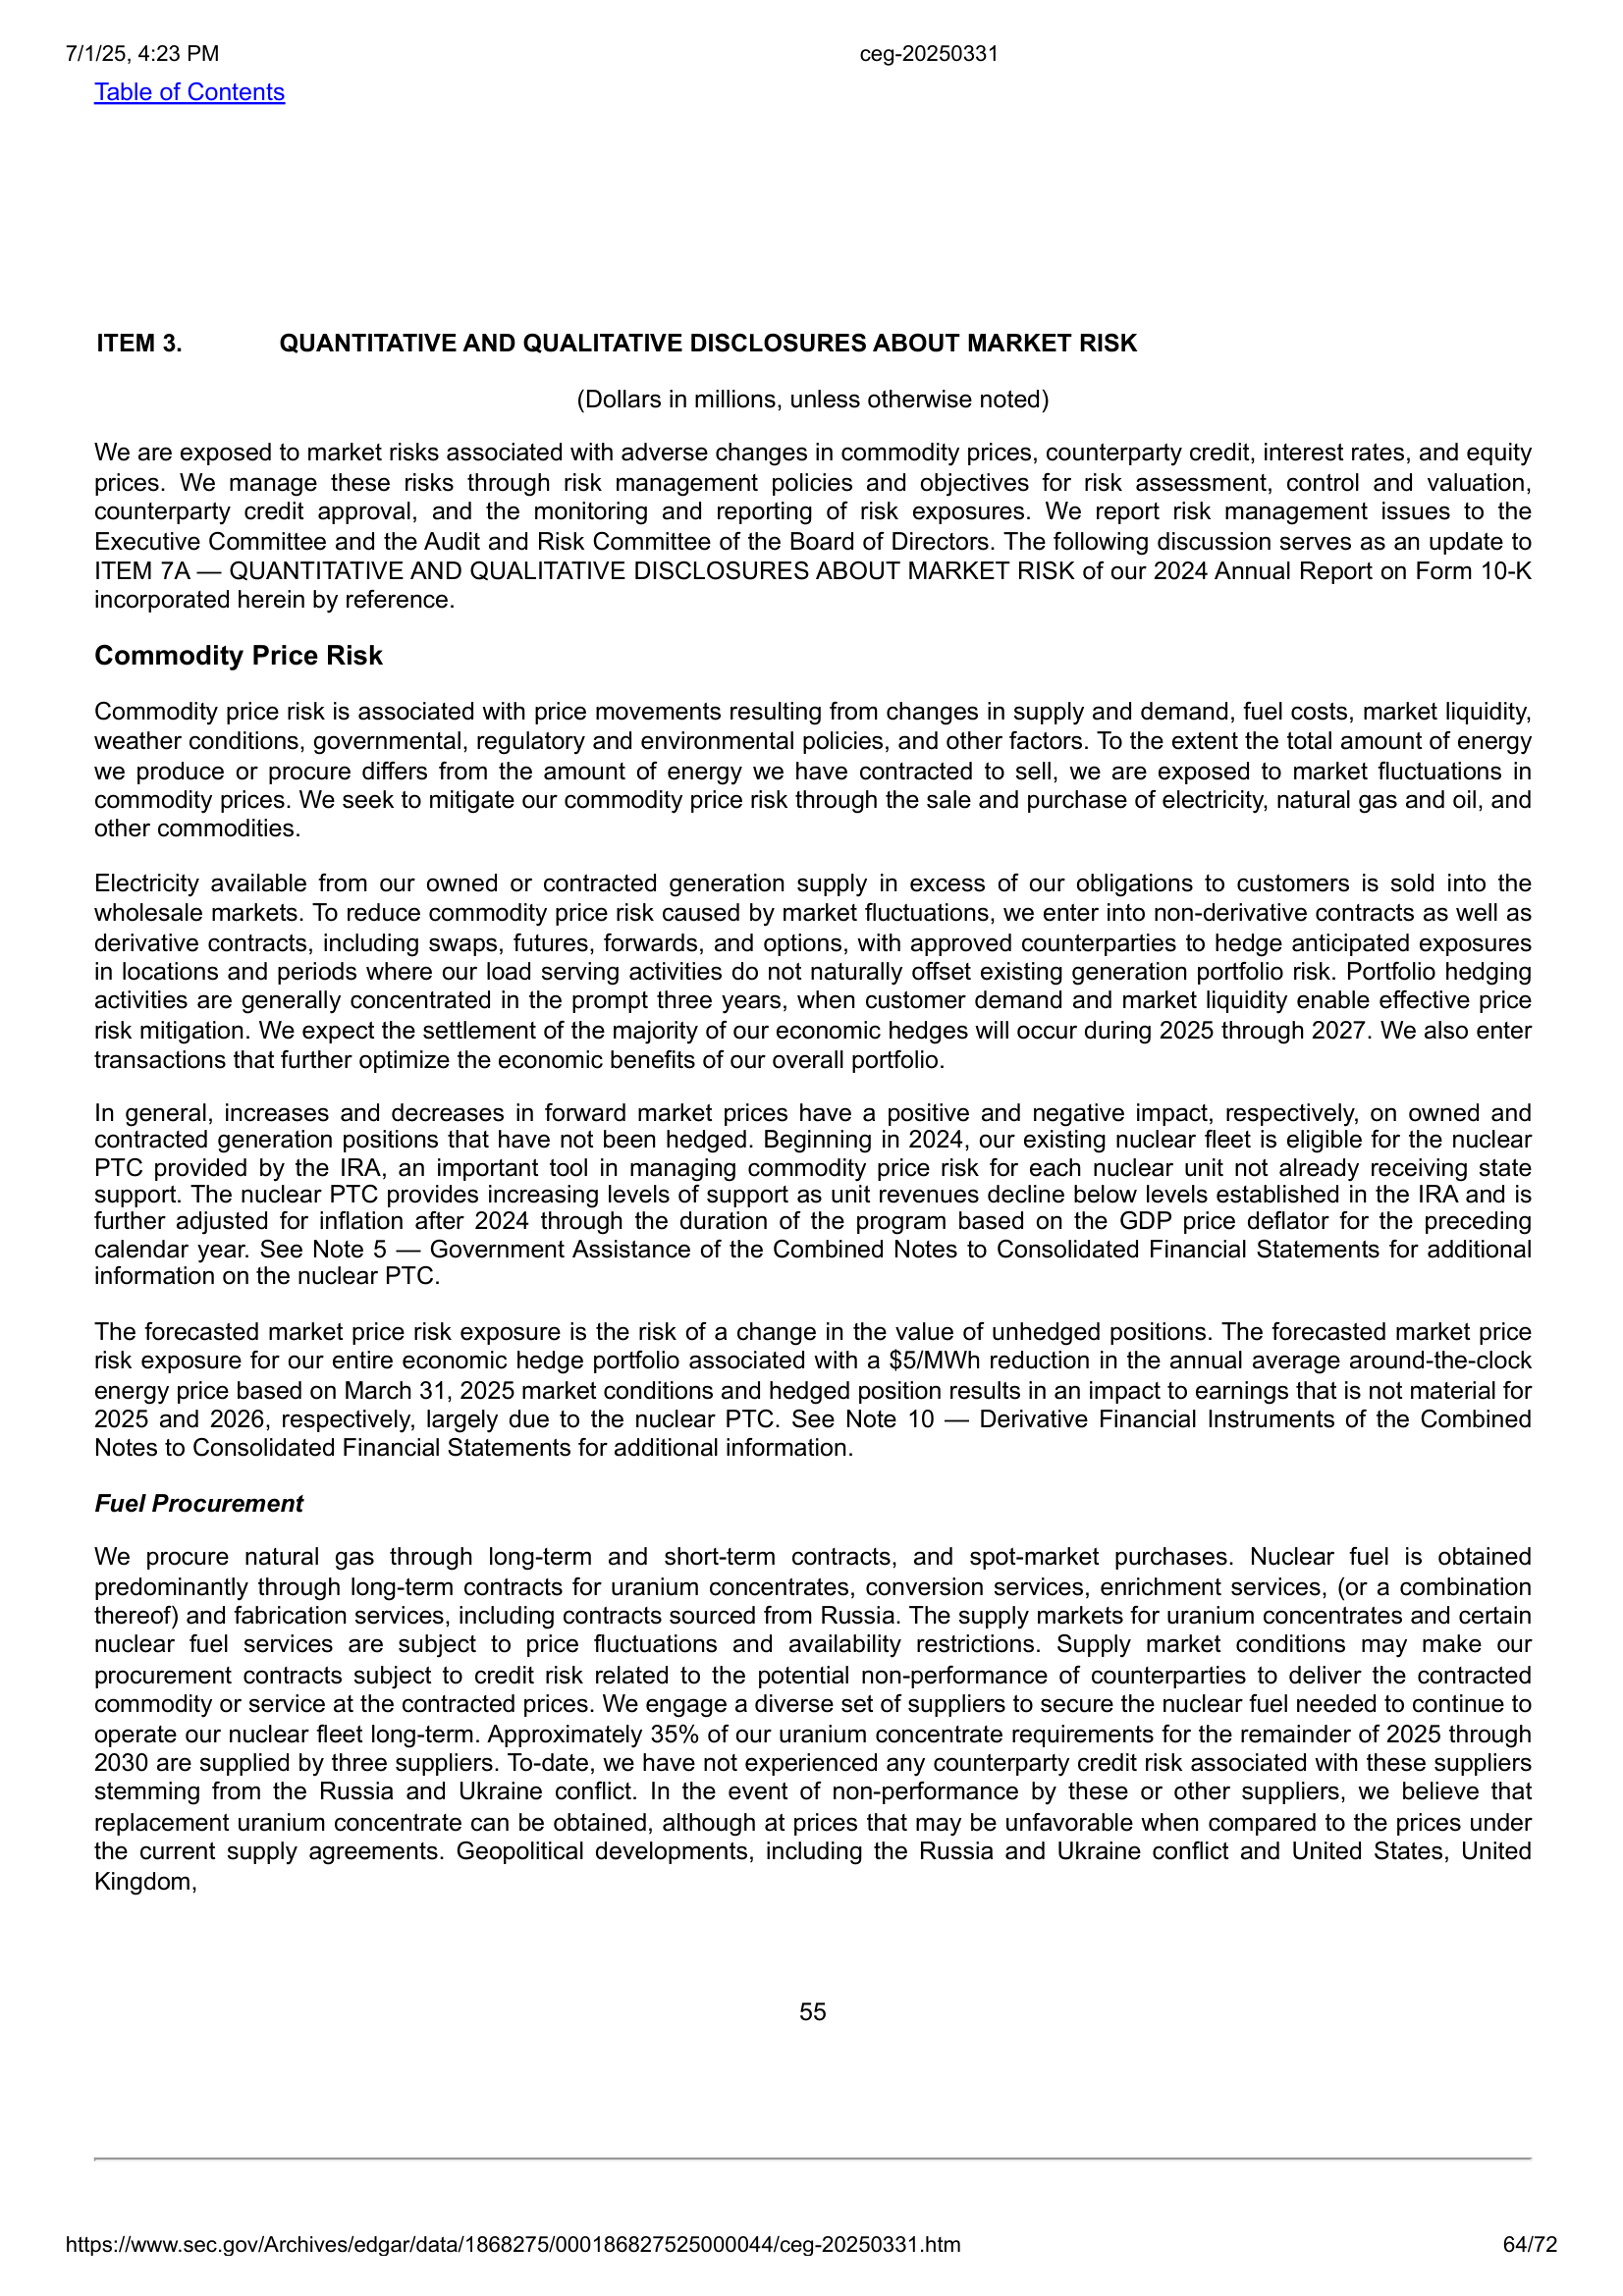 7/1/25, 4:23 PM
ceg-20250331
Table of Contents
ITEM 3. QUANTITATIVE AND QUALITATIVE DISCLOSURES ABOUT MARKET RISK
(Dollars in millions, unless otherwise noted)
We are exposed to market risks associated with adverse changes in commodity prices, counterparty credit, interest rates, and equity
prices. We manage these risks through risk management policies and objectives for risk assessment, control and valuation,
counterparty credit approval, and the monitoring and reporting of risk exposures. We report risk management issues to the
Executive Committee and the Audit and Risk Committee of the Board of Directors. The following discussion serves as an update to
ITEM 7A — QUANTITATIVE AND QUALITATIVE DISCLOSURES ABOUT MARKET RISK of our 2024 Annual Report on Form 10-K
incorporated herein by reference.
Commodity Price Risk
Commodity price risk is associated with price movements resulting from changes in supply and demand, fuel costs, market liquidity,
weather conditions, governmental, regulatory and environmental policies, and other factors. To the extent the total amount of energy
we produce or procure differs from the amount of energy we have contracted to sell, we are exposed to market fluctuations in
commodity prices. We seek to mitigate our commodity price risk through the sale and purchase of electricity, natural gas and oil, and
other commodities.
Electricity available from our owned or contracted generation supply in excess of our obligations to customers is sold into the
wholesale markets. To reduce commodity price risk caused by market fluctuations, we enter into non-derivative contracts as well as
derivative contracts, including swaps, futures, forwards, and options, with approved counterparties to hedge anticipated exposures
in locations and periods where our load serving activities do not naturally offset existing generation portfolio risk. Portfolio hedging
activities are generally concentrated in the prompt three years, when customer demand and market liquidity enable effective price
risk mitigation. We expect the settlement of the majority of our economic hedges will occur during 2025 through 2027. We also enter
transactions that further optimize the economic benefits of our overall portfolio.
In general, increases and decreases in forward market prices have a positive and negative impact, respectively, on owned and
contracted generation positions that have not been hedged. Beginning in 2024, our existing nuclear fleet is eligible for the nuclear
PTC provided by the IRA, an important tool in managing commodity price risk for each nuclear unit not already receiving state
support. The nuclear PTC provides increasing levels of support as unit revenues decline below levels established in the IRA and is
further adjusted for inflation after 2024 through the duration of the program based on the GDP price deflator for the preceding
calendar year. See Note 5 — Government Assistance of the Combined Notes to Consolidated Financial Statements for additional
information on the nuclear PTC.
The forecasted market price risk exposure is the risk of a change in the value of unhedged positions. The forecasted market price
risk exposure for our entire economic hedge portfolio associated with a $5/MWh reduction in the annual average around-the-clock
energy price based on March 31, 2025 market conditions and hedged position results in an impact to earnings that is not material for
2025 and 2026, respectively, largely due to the nuclear PTC. See Note 10 — Derivative Financial Instruments of the Combined
Notes to Consolidated Financial Statements for additional information.
Fuel Procurement
We procure natural gas through long-term and short-term contracts, and spot-market purchases. Nuclear fuel is obtained
predominantly through long-term contracts for uranium concentrates, conversion services, enrichment services, (or a combination
thereof) and fabrication services, including contracts sourced from Russia. The supply markets for uranium concentrates and certain
nuclear fuel services are subject to price fluctuations and availability restrictions. Supply market conditions may make our
procurement contracts subject to credit risk related to the potential non-performance of counterparties to deliver the contracted
commodity or service at the contracted prices. We engage a diverse set of suppliers to secure the nuclear fuel needed to continue to
operate our nuclear fleet long-term. Approximately 35% of our uranium concentrate requirements for the remainder of 2025 through
2030 are supplied by three suppliers. To-date, we have not experienced any counterparty credit risk associated with these suppliers
stemming from the Russia and Ukraine conflict. In the event of non-performance by these or other suppliers, we believe that
replacement uranium concentrate can be obtained, although at prices that may be unfavorable when compared to the prices under
the current supply agreements. Geopolitical developments, including the Russia and Ukraine conflict and United States, United
Kingdom,
55
https://www.sec.gov/Archives/edgar/data/1868275/000186827525000044/ceg-20250331.htm
64/72